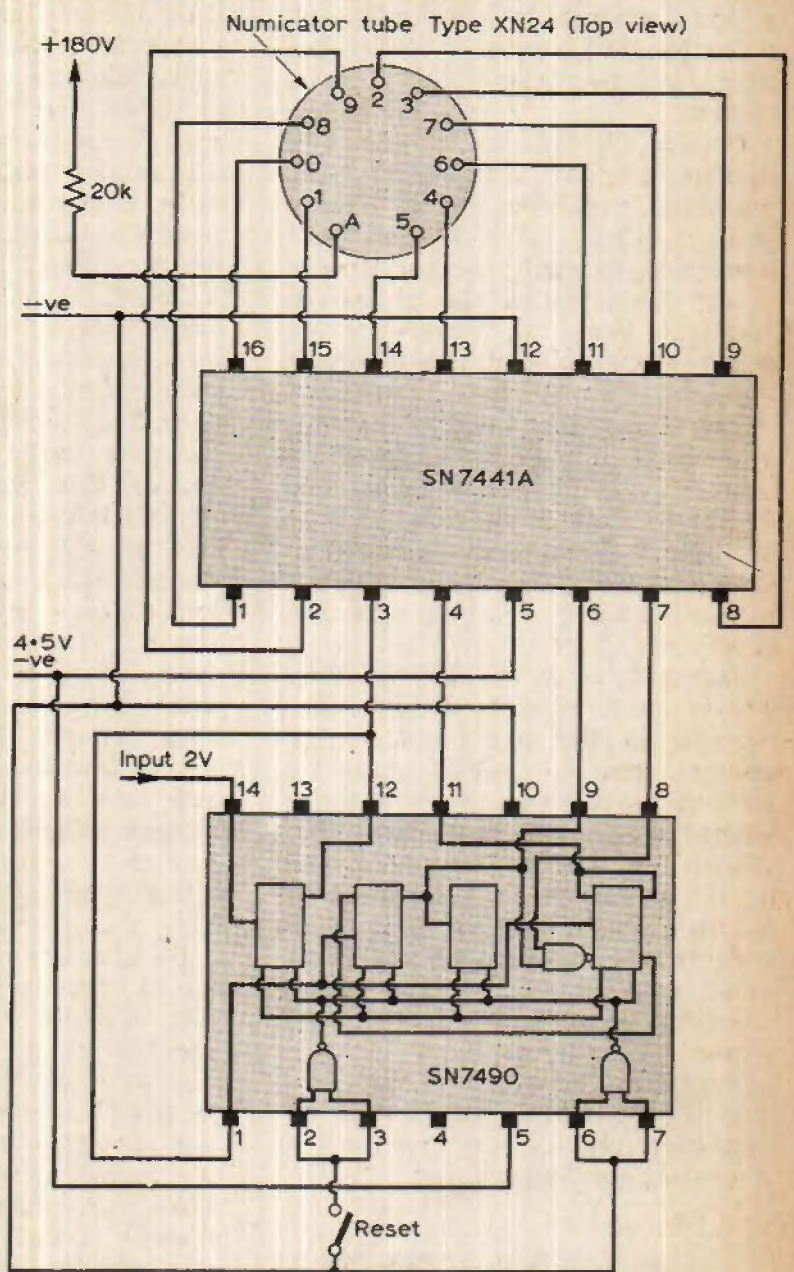 Numicator tube Type XN24 (Top view)
+180V
9 2 3
8 7
0 6
1 4
A 5
20k
–ve
16 15 14 13 12 11 10 9
SN7441A
1 2 3 4 5 6 7 8
4·5V
–ve
Input 2V
14 13 12 11 10 9 8
SN7490
1 2 3 4 5 6 7
Reset